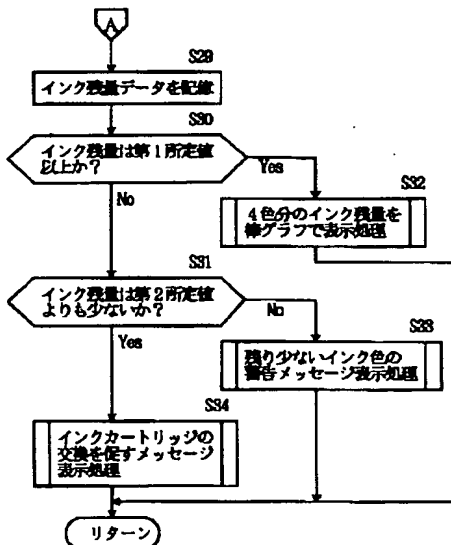 A
S29
インク残量データを記憶
S30
インク残量は第1所定値
以上か？
Yes
No
S32
4色分のインク残量を
棒グラフで表示処理
S31
インク残量は第2所定値
よりも少ないか？
No
Yes
S33
残り少ないインク色の
警告メッセージ表示処理
S34
インクカートリッジの
交換を促すメッセージ
表示処理
リターン